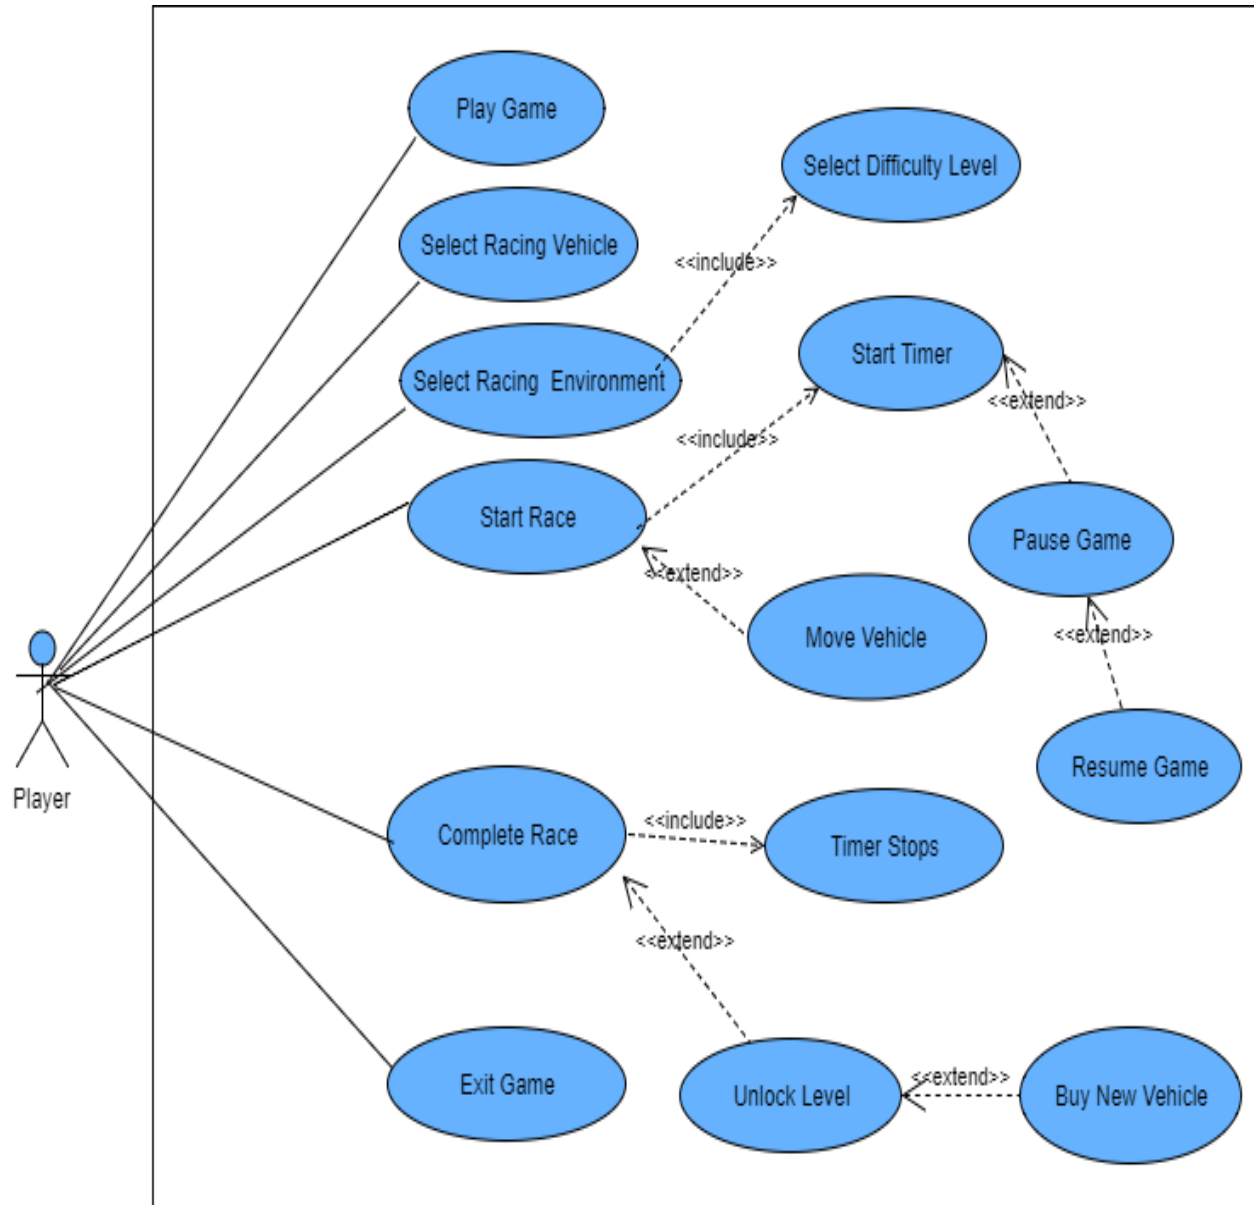 Play Game
Select Difficulty Level
Select Racing Vehicle
<<include>>
Start Timer
Select Racing  Environment
<<extend>>
<<include>>
Start Race
Pause Game
<<extend>>
Move Vehicle
<<extend>>
Resume Game
Player
<<include>>
Complete Race
Timer Stops
<<extend>>
<<extend>>
Exit Game
Unlock Level
Buy New Vehicle